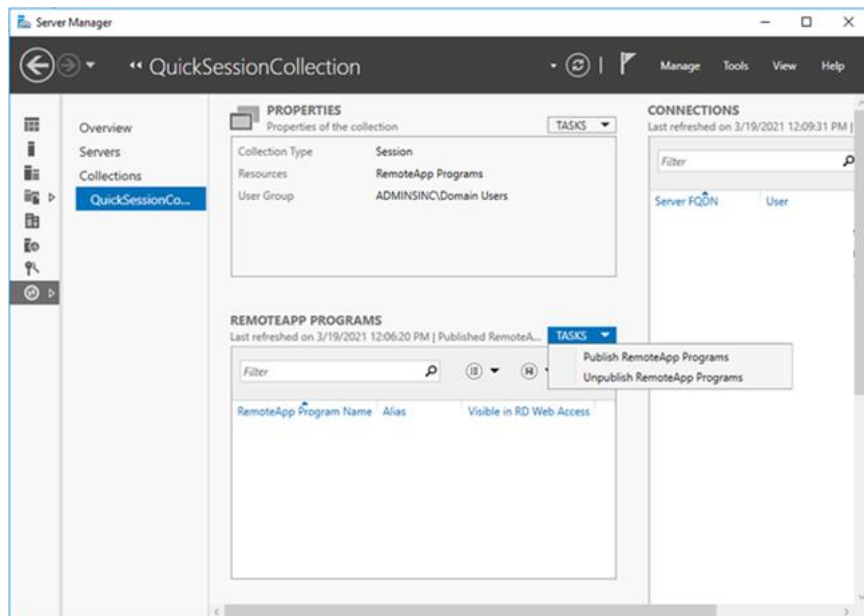 Server Manager
QuickSessionCollection
Manage Tools View Help
Overview
Servers
Collections
QuickSessionCo...
PROPERTIES
Properties of the collection
TASKS
Collection Type Session
Resources RemoteApp Programs
User Group ADMINSINC\Domain Users
REMOTEAPP PROGRAMS
Last refreshed on 3/19/2021 12:06:20 PM | Published RemoteA...
TASKS
Publish RemoteApp Programs
Unpublish RemoteApp Programs
Filter
RemoteApp Program Name Alias Visible in RD Web Access
CONNECTIONS
Last refreshed on 3/19/2021 12:09:31 PM |
Filter
Server FQDN User